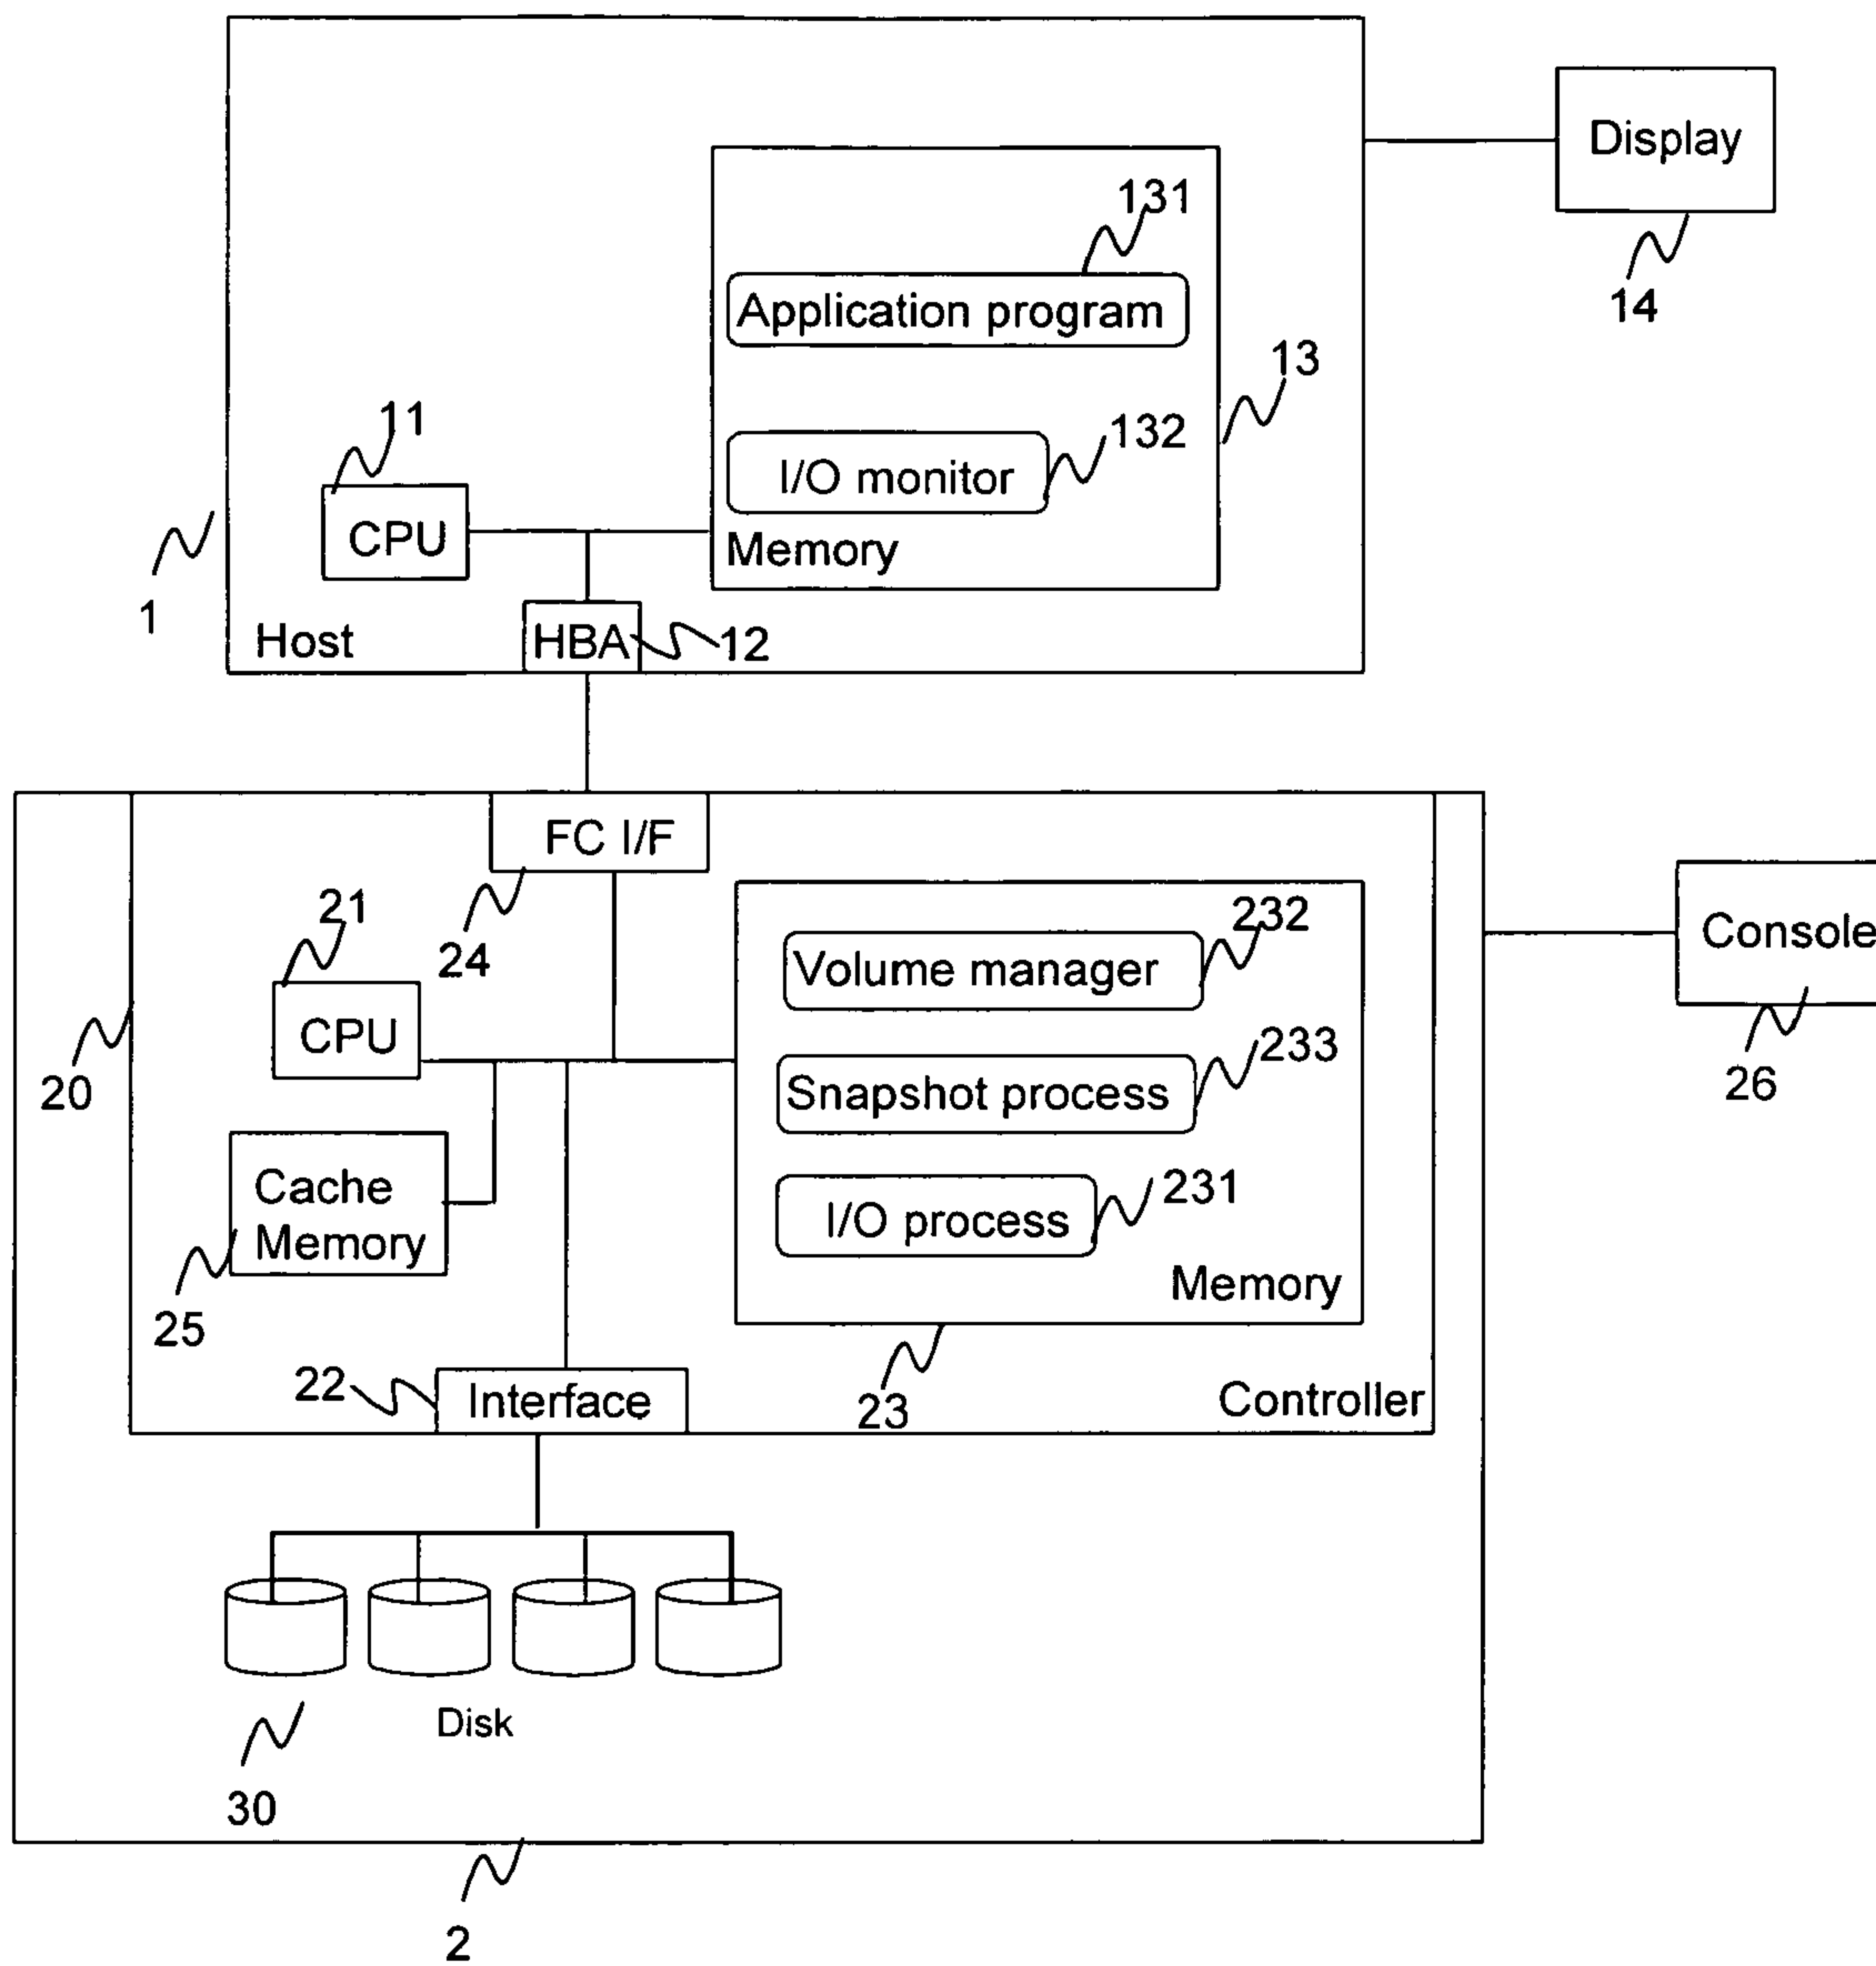 Display
14
131
Application program
13
11
132
I/O monitor
CPU
Memory
1
Host
HBA
12
FC I/F
21
24
232
Volume manager
Console
CPU
233
Snapshot process
20
26
Cache
Memory
231
I/O process
25
Memory
22
Interface
23
Controller
Disk
30
2